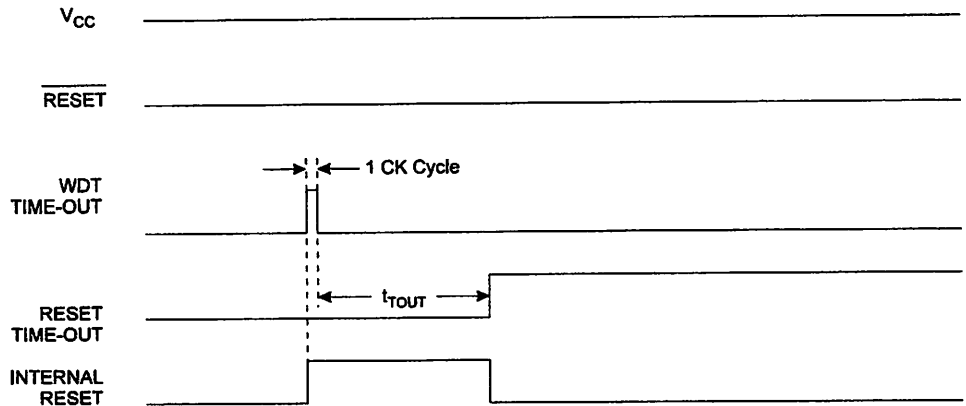 VCC
RESET
1 CK Cycle
WDT
TIME-OUT
tTOUT
RESET
TIME-OUT
INTERNAL
RESET